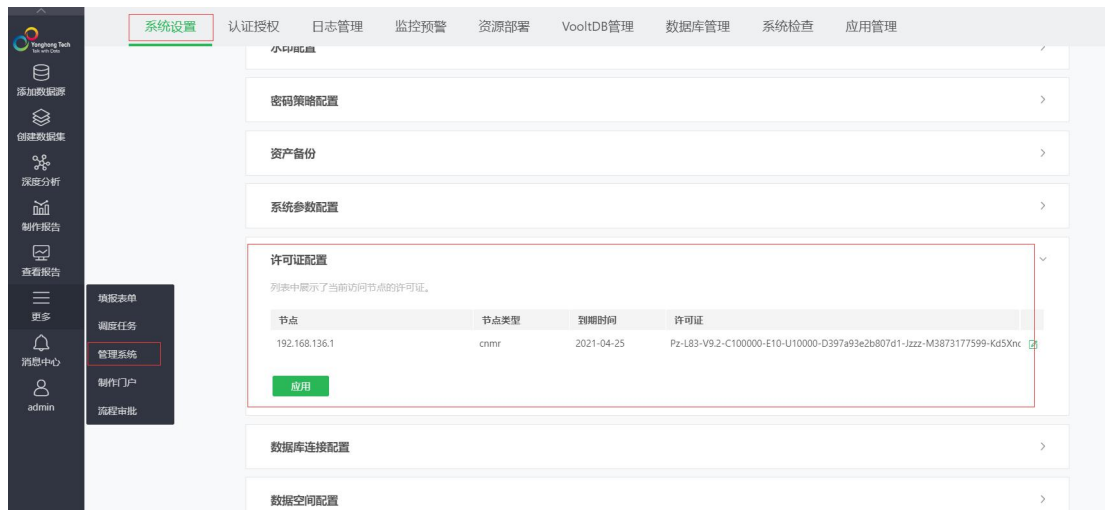 系统设置 认证授权 日志管理 监控预警 资源部署 VooltDB管理 数据库管理 系统检查 应用管理
Yonghong Tech
Talk with Data
添加数据源
创建数据集
深度分析
制作报告
查看报告
更多
消息中心
admin
填报表单
调度任务
管理系统
制作门户
流程审批
水印配置
密码策略配置
资产备份
系统参数配置
许可证配置
列表中展示了当前访问节点的许可证。
节点 节点类型 到期时间 许可证
192.168.136.1 cnmr 2021-04-25 Pz-L83-V9.2-C100000-E10-U10000-D397a93e2b807d1-Jzzz-M3873177599-Kd5Xnc
应用
数据库连接配置
数据空间配置